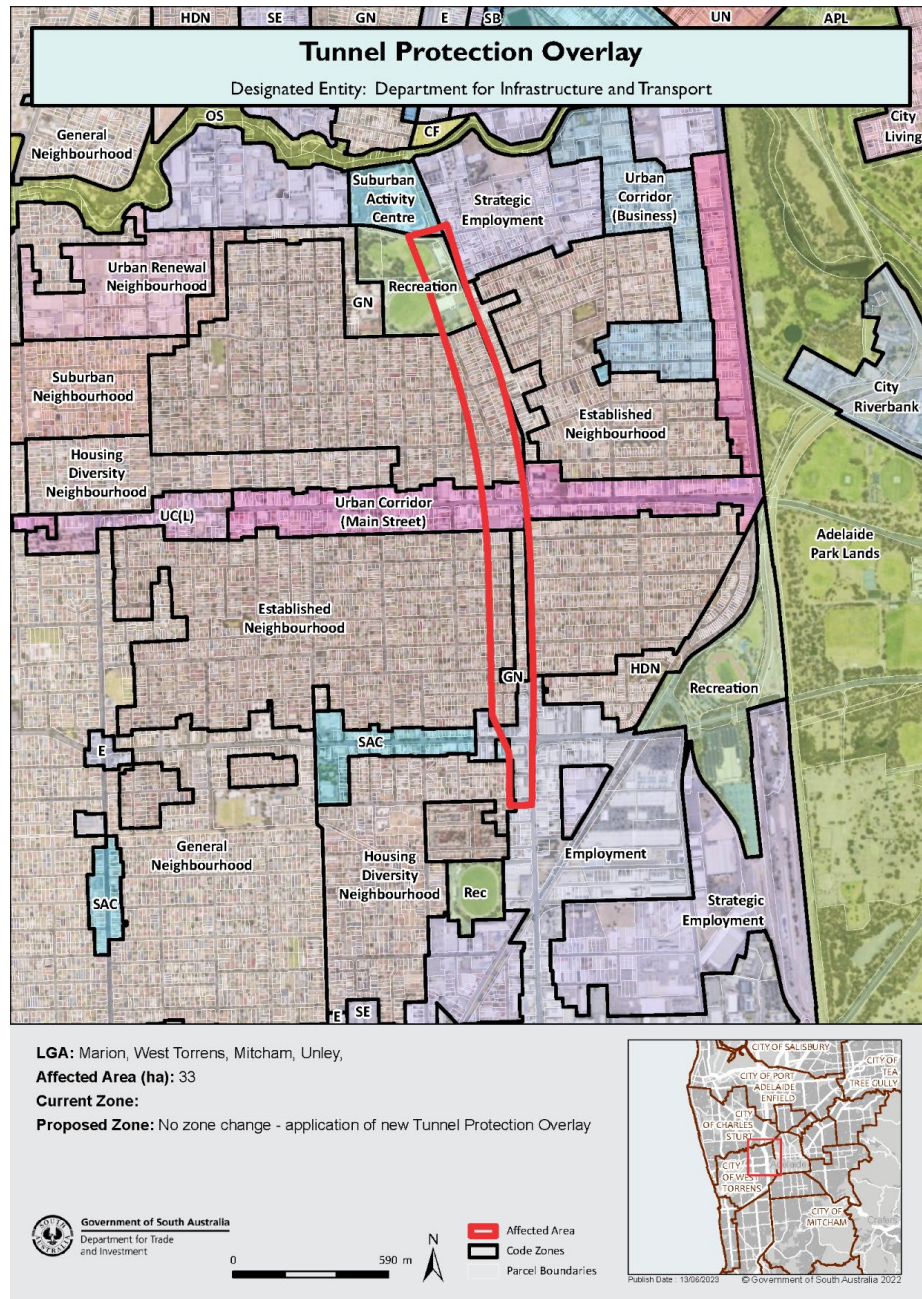 HDN
SE
GN
E
SB
UN
APL
Tunnel Protection Overlay
Designated Entity: Department for Infrastructure and Transport
OS
CF
City
Living
General
Neighbourhood
Suburban
Activity
Centre
Strategic
Employment
Urban
Corridor
(Business)
Urban Renewal
Neighbourhood
GN
Recreation
Suburban
Neighbourhood
City
Riverbank
Established
Neighbourhood
Housing
Diversity
Neighbourhood
UC(L)
Urban Corridor
(Main Street)
Adelaide
Park Lands
Established
Neighbourhood
GN
HDN
Recreation
SAC
E
General
Neighbourhood
Housing
Diversity
Neighbourhood
Rec
Employment
SAC
Strategic
Employment
E
SE
LGA: Marion, West Torrens, Mitcham, Unley,
Affected Area (ha): 33
Current Zone:
Proposed Zone: No zone change - application of new Tunnel Protection Overlay
CITY OF SALISBURY
CITY OF
TEA
TREE GULLY
CITY OF PORT
ADELAIDE
ENFIELD
CITY
OF CHARLES
STURT
Adelaide
CITY
OF WEST
TORRENS
CITY OF
MITCHAM
Crafers
Government of South Australia
Department for Trade
and Investment
0 590 m
N
Affected Area
Code Zones
Parcel Boundaries
Publish Date : 13/06/2023 © Government of South Australia 2022